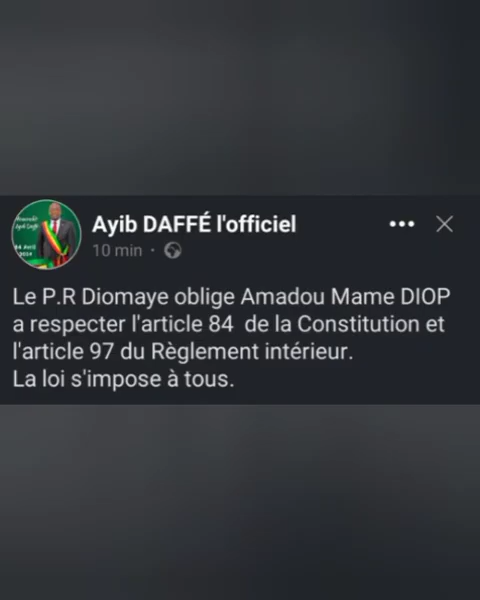 Ayib DAFFÉ l'officiel
10 min ·
Le P.R Diomaye oblige Amadou Mame DIOP
a respecter l'article 84 de la Constitution et
l'article 97 du Règlement intérieur.
La loi s'impose à tous.